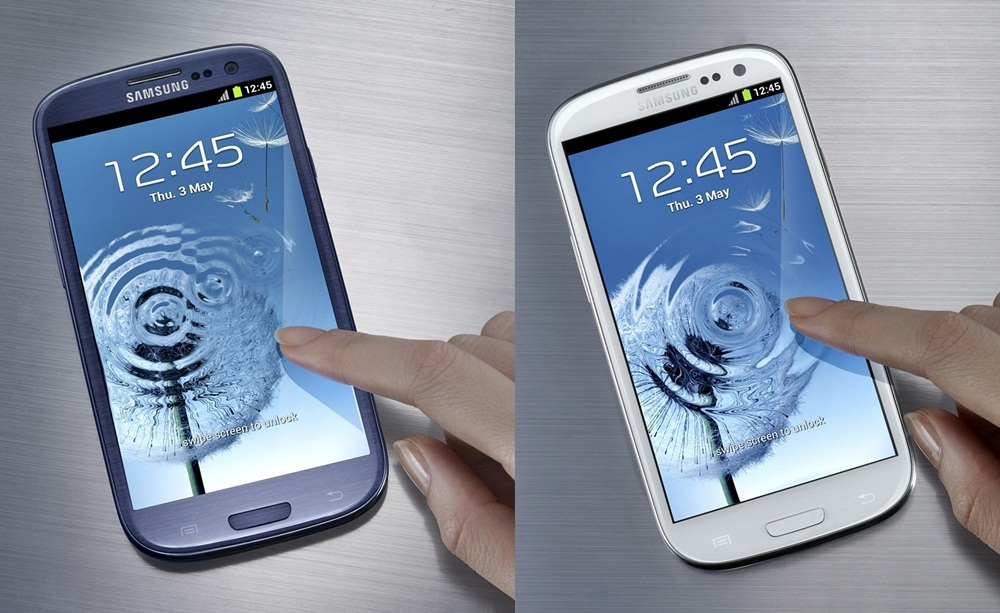 SAMSUNG
12:45
12:45
Thu. 3 May
swipe screen to unlock
SAMSUNG
12:45
12:45
Thu. 3 May
swipe screen to unlock